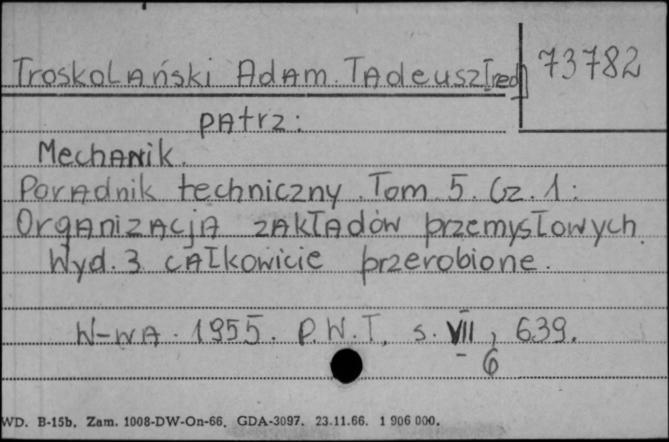 Troskolański Adam Tadeusz [red] 73782
patrz:
Mechanik.
Poradnik techniczny. Tom 5. Cz. 1:
Organizacja zakładów przemysłowych.
Wyd. 3 całkowicie przerobione.
W-wa. 1955. P.W.T. s. VII, 639.
6
WD. B-15b. Zam. 1008-DW-On-66. GDA-3097. 23.11.66. 1 906 000.